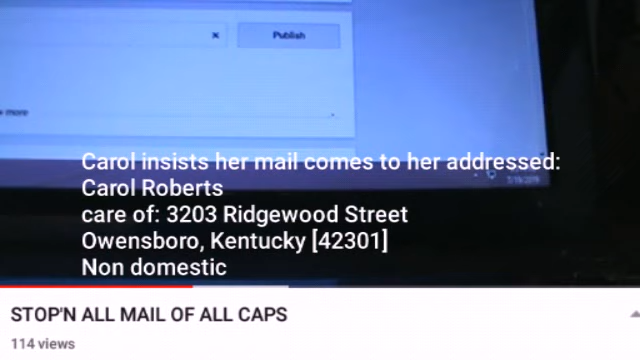 Publish
more
Carol insists her mail comes to her addressed:
Carol Roberts
care of: 3203 Ridgewood Street
Owensboro, Kentucky [42301]
Non domestic
STOP'N ALL MAIL OF ALL CAPS
114 views